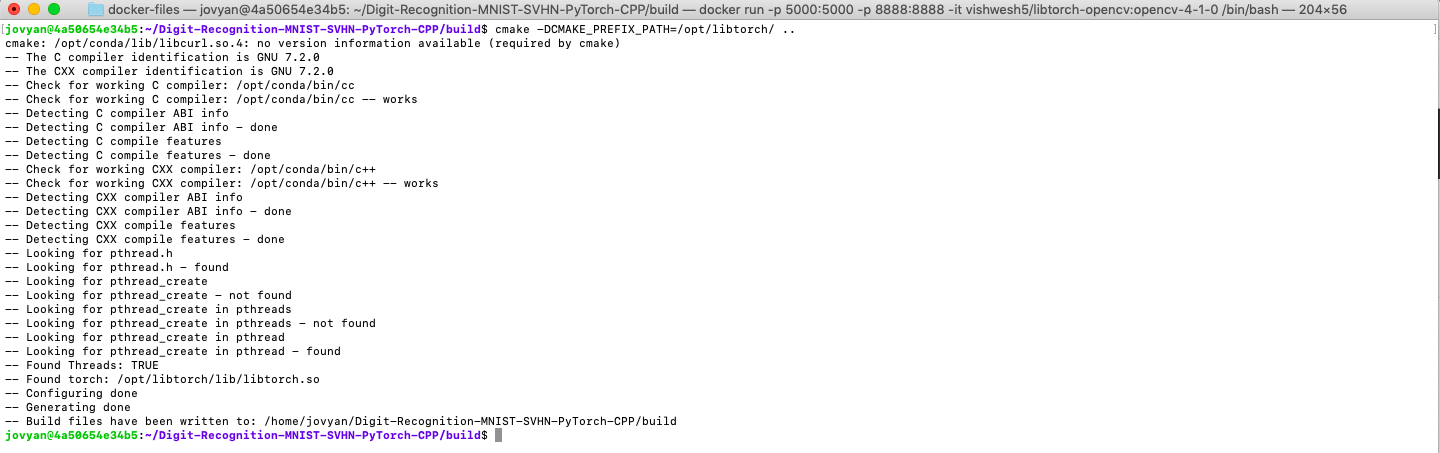 docker-files — jovyan@4a50654e34b5: ~/Digit-Recognition-MNIST-SVHN-PyTorch-CPP/build — docker run -p 5000:5000 -p 8888:8888 -it vishwesh5/libtorch-opencv:opencv-4-1-0 /bin/bash — 204×56
[jovyan@4a50654e34b5:~/Digit-Recognition-MNIST-SVHN-PyTorch-CPP/build$ cmake -DCMAKE_PREFIX_PATH=/opt/libtorch/ .. ]
cmake: /opt/conda/lib/libcurl.so.4: no version information available (required by cmake)
-- The C compiler identification is GNU 7.2.0
-- The CXX compiler identification is GNU 7.2.0
-- Check for working C compiler: /opt/conda/bin/cc
-- Check for working C compiler: /opt/conda/bin/cc -- works
-- Detecting C compiler ABI info
-- Detecting C compiler ABI info - done
-- Detecting C compile features
-- Detecting C compile features - done
-- Check for working CXX compiler: /opt/conda/bin/c++
-- Check for working CXX compiler: /opt/conda/bin/c++ -- works
-- Detecting CXX compiler ABI info
-- Detecting CXX compiler ABI info - done
-- Detecting CXX compile features
-- Detecting CXX compile features - done
-- Looking for pthread.h
-- Looking for pthread.h - found
-- Looking for pthread_create
-- Looking for pthread_create - not found
-- Looking for pthread_create in pthreads
-- Looking for pthread_create in pthreads - not found
-- Looking for pthread_create in pthread
-- Looking for pthread_create in pthread - found
-- Found Threads: TRUE
-- Found torch: /opt/libtorch/lib/libtorch.so
-- Configuring done
-- Generating done
-- Build files have been written to: /home/jovyan/Digit-Recognition-MNIST-SVHN-PyTorch-CPP/build
jovyan@4a50654e34b5:~/Digit-Recognition-MNIST-SVHN-PyTorch-CPP/build$